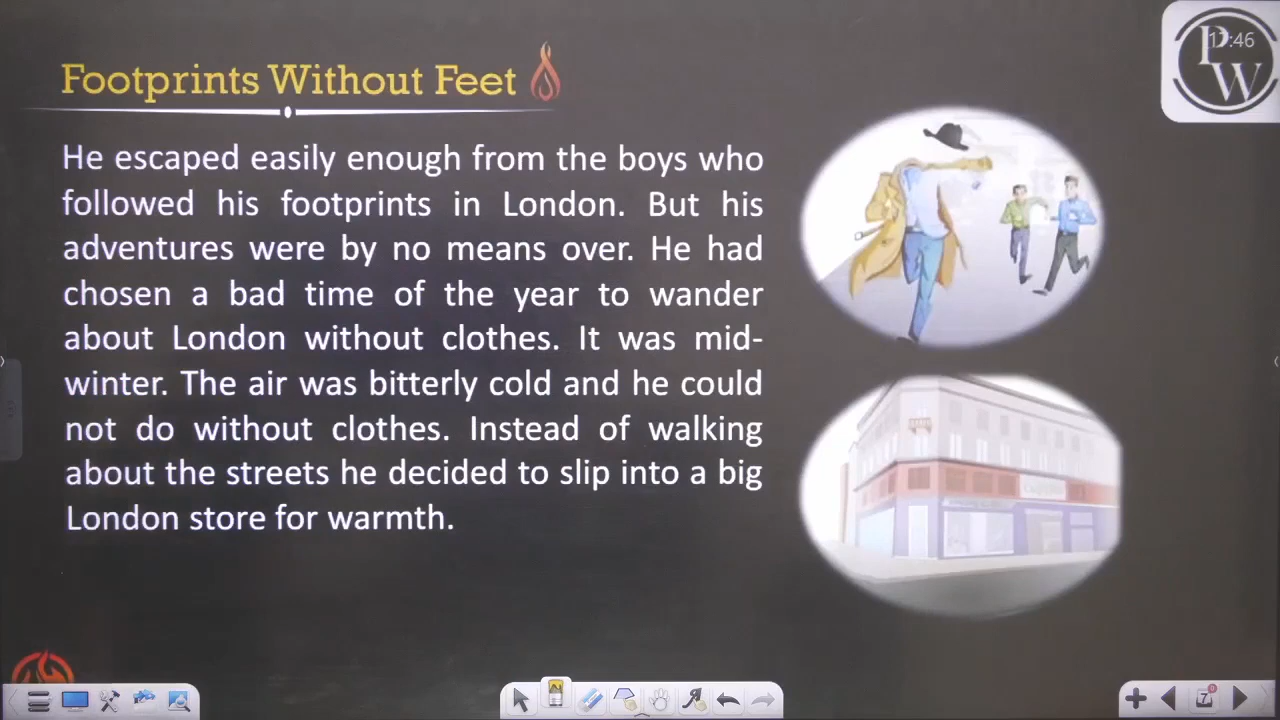 Footprints Without Feet
He escaped easily enough from the boys who
followed his footprints in London. But his
adventures were by no means over. He had
chosen a bad time of the year to wander
about London without clothes. It was mid-
winter. The air was bitterly cold and he could
not do without clothes. Instead of walking
about the streets he decided to slip into a big
London store for warmth.
PW
7